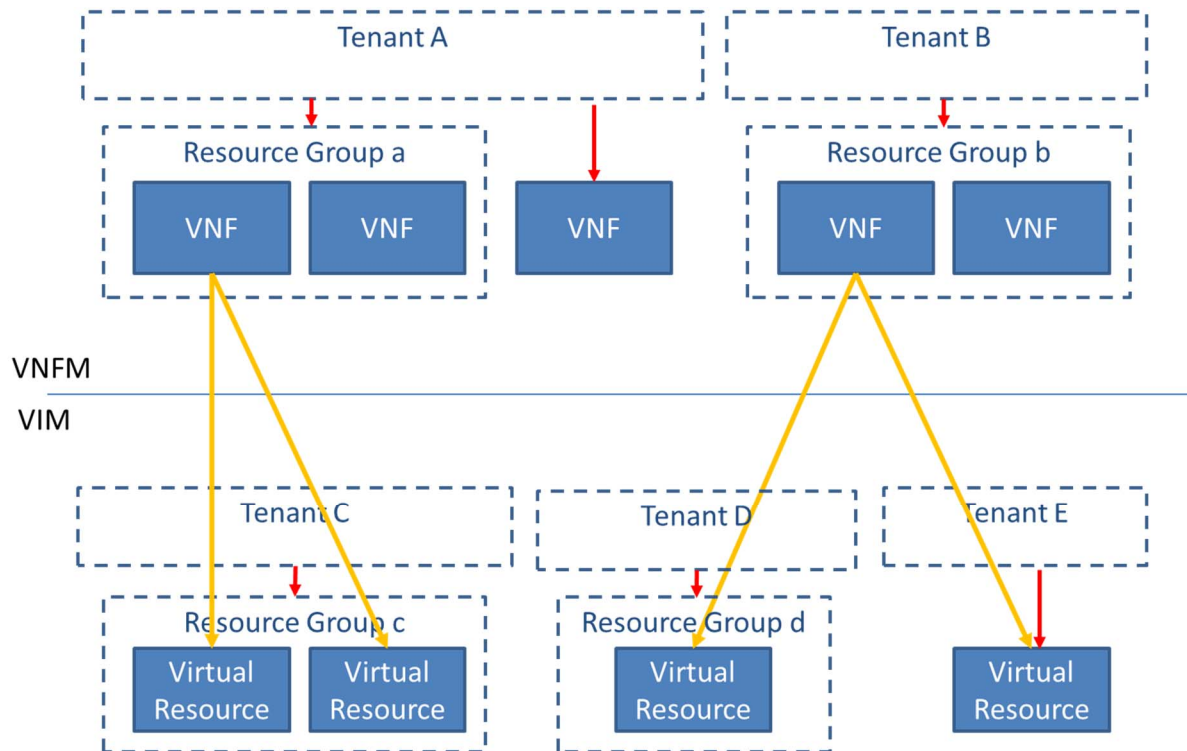 Tenant A
Tenant B
Resource Group a
Resource Group b
VNF
VNF
VNF
VNF
VNF
VNFM
VIM
Tenant C
Tenant D
Tenant E
Resource Group c
Resource Group d
Virtual
Resource
Virtual
Resource
Virtual
Resource
Virtual
Resource